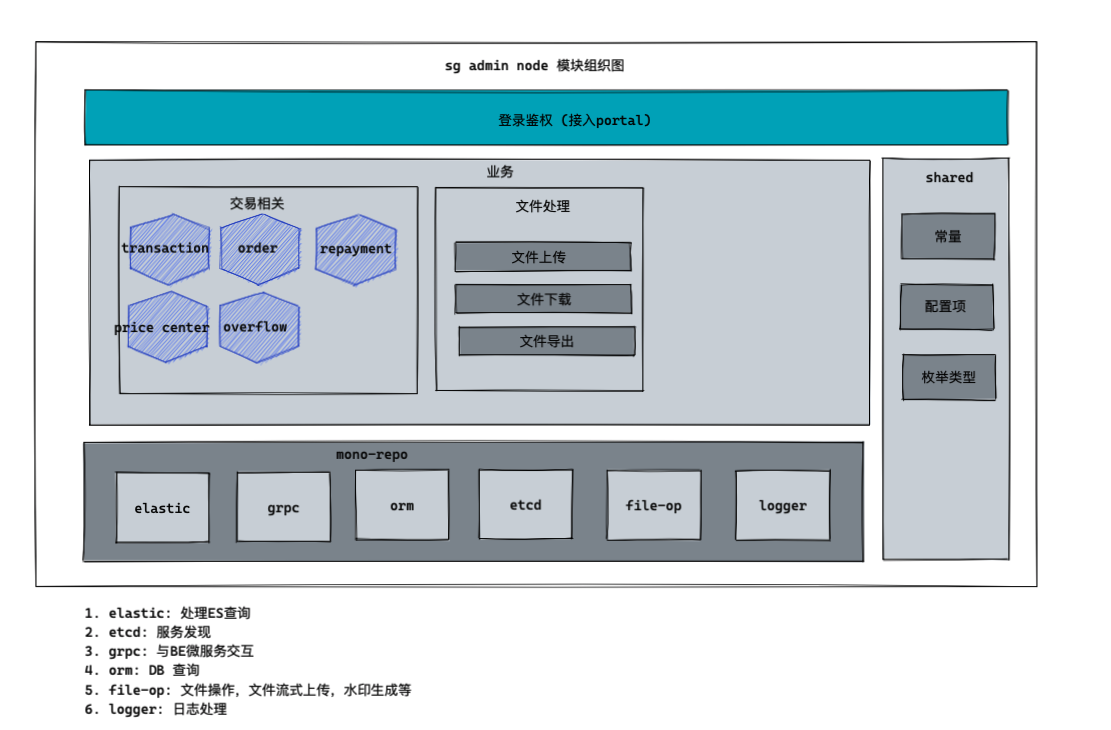 sg admin node 模块组织图
登录鉴权 (接入portal)
业务
交易相关
transaction
order
repayment
price center
overflow
文件处理
文件上传
文件下载
文件导出
shared
常量
配置项
枚举类型
mono-repo
elastic
grpc
orm
etcd
file-op
logger
1. elastic: 处理ES查询
2. etcd: 服务发现
3. grpc: 与BE微服务交互
4. orm: DB 查询
5. file-op: 文件操作, 文件流式上传, 水印生成等
6. logger: 日志处理